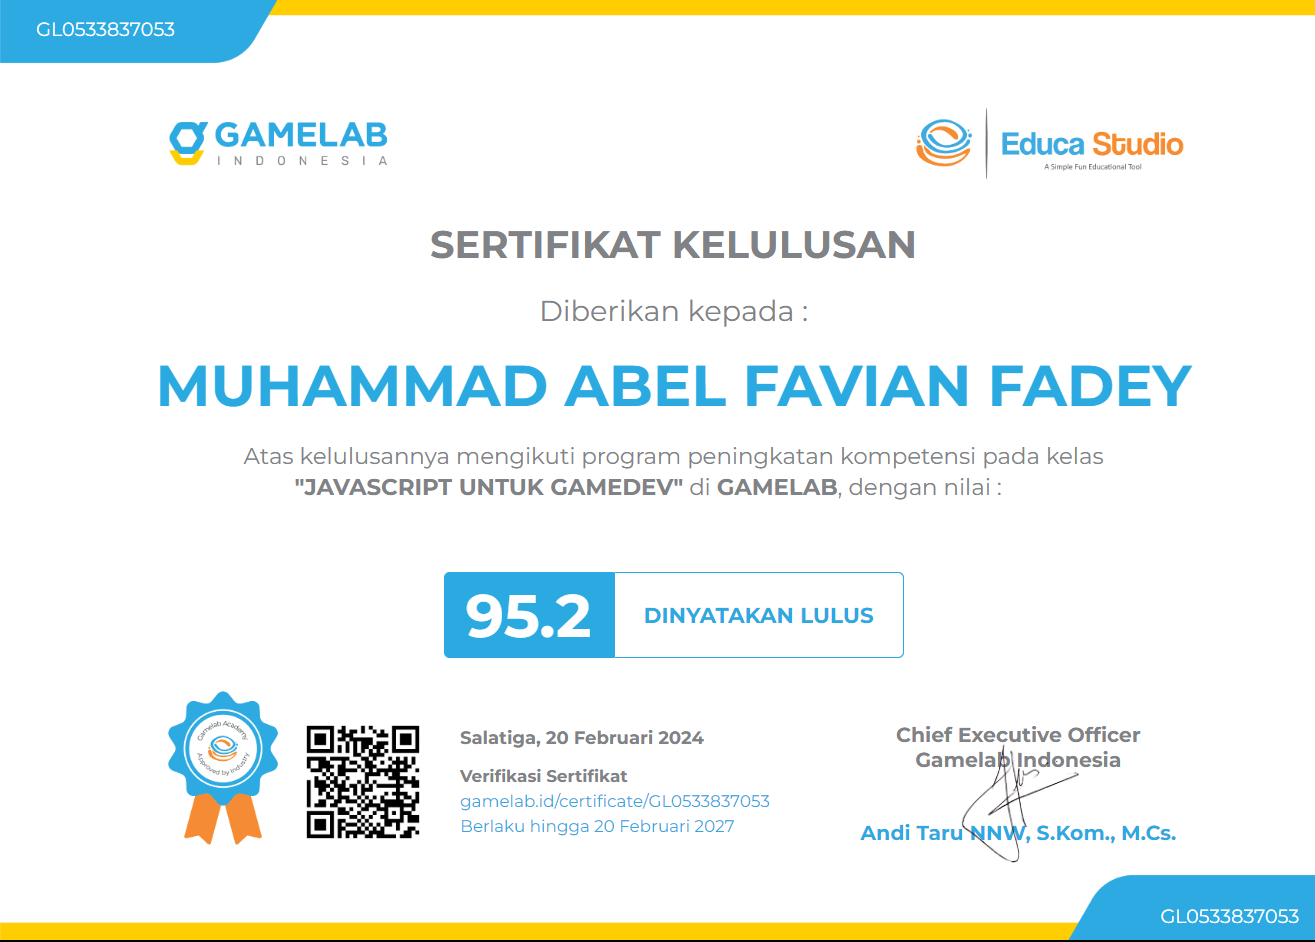 GL0533837053
GAMELAB
INDONESIA
Educa Studio
A Simple Fun Educational Tool
SERTIFIKAT KELULUSAN
Diberikan kepada :
MUHAMMAD ABEL FAVIAN FADEY
Atas kelulusannya mengikuti program peningkatan kompetensi pada kelas
"JAVASCRIPT UNTUK GAMEDEV" di GAMELAB, dengan nilai :
95.2
DINYATAKAN LULUS
Gamelab Academy
Approved by Industry
Salatiga, 20 Februari 2024
Verifikasi Sertifikat
gamelab.id/certificate/GL0533837053
Berlaku hingga 20 Februari 2027
Chief Executive Officer
Gamelab Indonesia
Andi Taru NNW, S.Kom., M.Cs.
GL0533837053